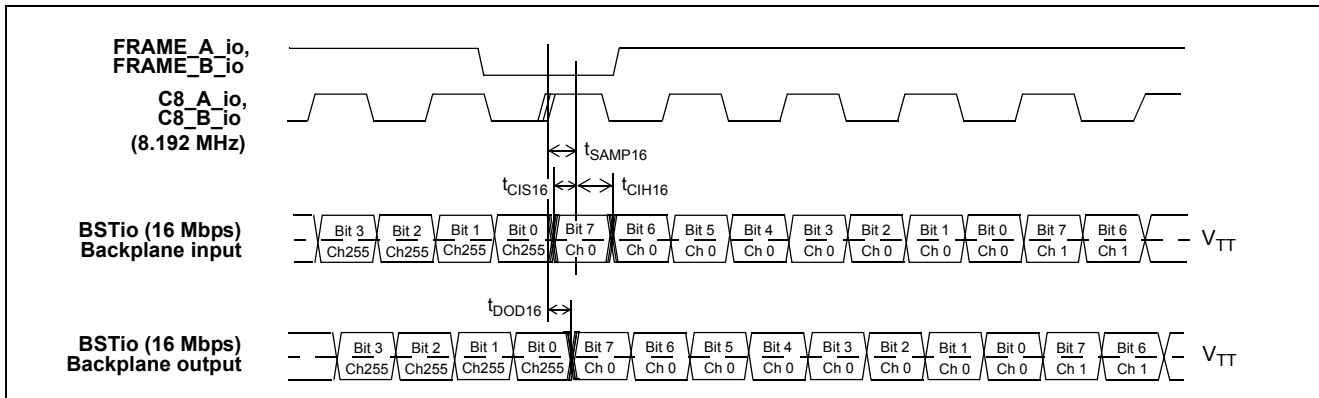 FRAME_A_io,
FRAME_B_io
C8_A_io,
C8_B_io
(8.192 MHz)
tSAMP16
tCIS16
tCIH16
BSTio (16 Mbps)
Backplane input
Bit 3 Bit 2 Bit 1 Bit 0 Bit 7 Bit 6 Bit 5 Bit 4 Bit 3 Bit 2 Bit 1 Bit 0 Bit 7 Bit 6
Ch255 Ch255 Ch255 Ch255 Ch 0 Ch 0 Ch 0 Ch 0 Ch 0 Ch 0 Ch 0 Ch 0 Ch 1 Ch 1
VTT
tDOD16
BSTio (16 Mbps)
Backplane output
Bit 3 Bit 2 Bit 1 Bit 0 Bit 7 Bit 6 Bit 5 Bit 4 Bit 3 Bit 2 Bit 1 Bit 0 Bit 7 Bit 6
Ch255 Ch255 Ch255 Ch255 Ch 0 Ch 0 Ch 0 Ch 0 Ch 0 Ch 0 Ch 0 Ch 0 Ch 1 Ch 1
VTT